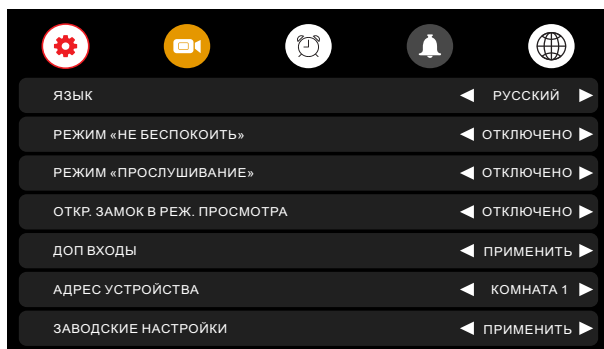 ЯЗЫК РУССКИЙ
РЕЖИМ «НЕ БЕСПОКОИТЬ» ОТКЛЮЧЕНО
РЕЖИМ «ПРОСЛУШИВАНИЕ» ОТКЛЮЧЕНО
ОТКР. ЗАМОК В РЕЖ. ПРОСМОТРА ОТКЛЮЧЕНО
ДОП ВХОДЫ ПРИМЕНИТЬ
АДРЕС УСТРОЙСТВА КОМНАТА 1
ЗАВОДСКИЕ НАСТРОЙКИ ПРИМЕНИТЬ